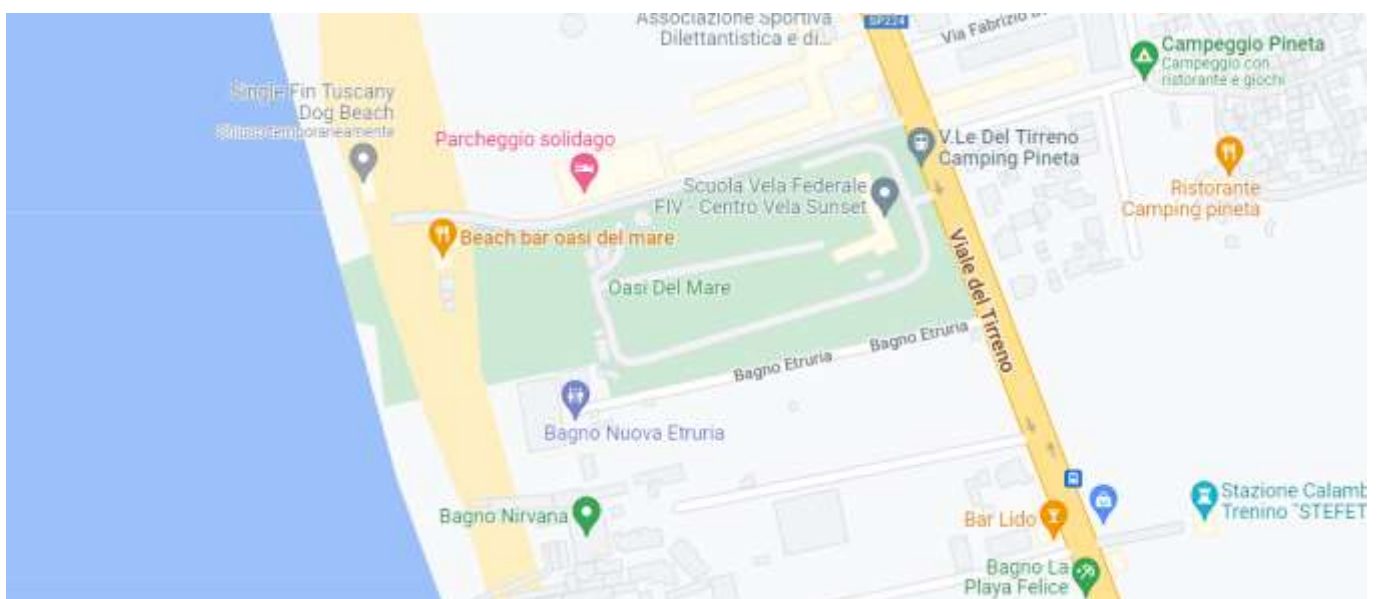 Associazione Sportiva
Dilettantistica e di...
SP224
Via Fabrizio
Campeggio Pineta
Campeggio con
ristorante e giochi
Single Fin Tuscany
Dog Beach
Chiuso temporaneamente
Parcheggio solidago
V.Le Del Tirreno
Camping Pineta
Scuola Vela Federale
FIV - Centro Vela Sunset
Ristorante
Camping pineta
Beach bar oasi del mare
Viale del Tirreno
Oasi Del Mare
Bagno Etruria
Bagno Etruria
Bagno Nuova Etruria
Stazione Calamb
Trenino "STEFET
Bagno Nirvana
Bar Lido
Bagno La
Playa Felice